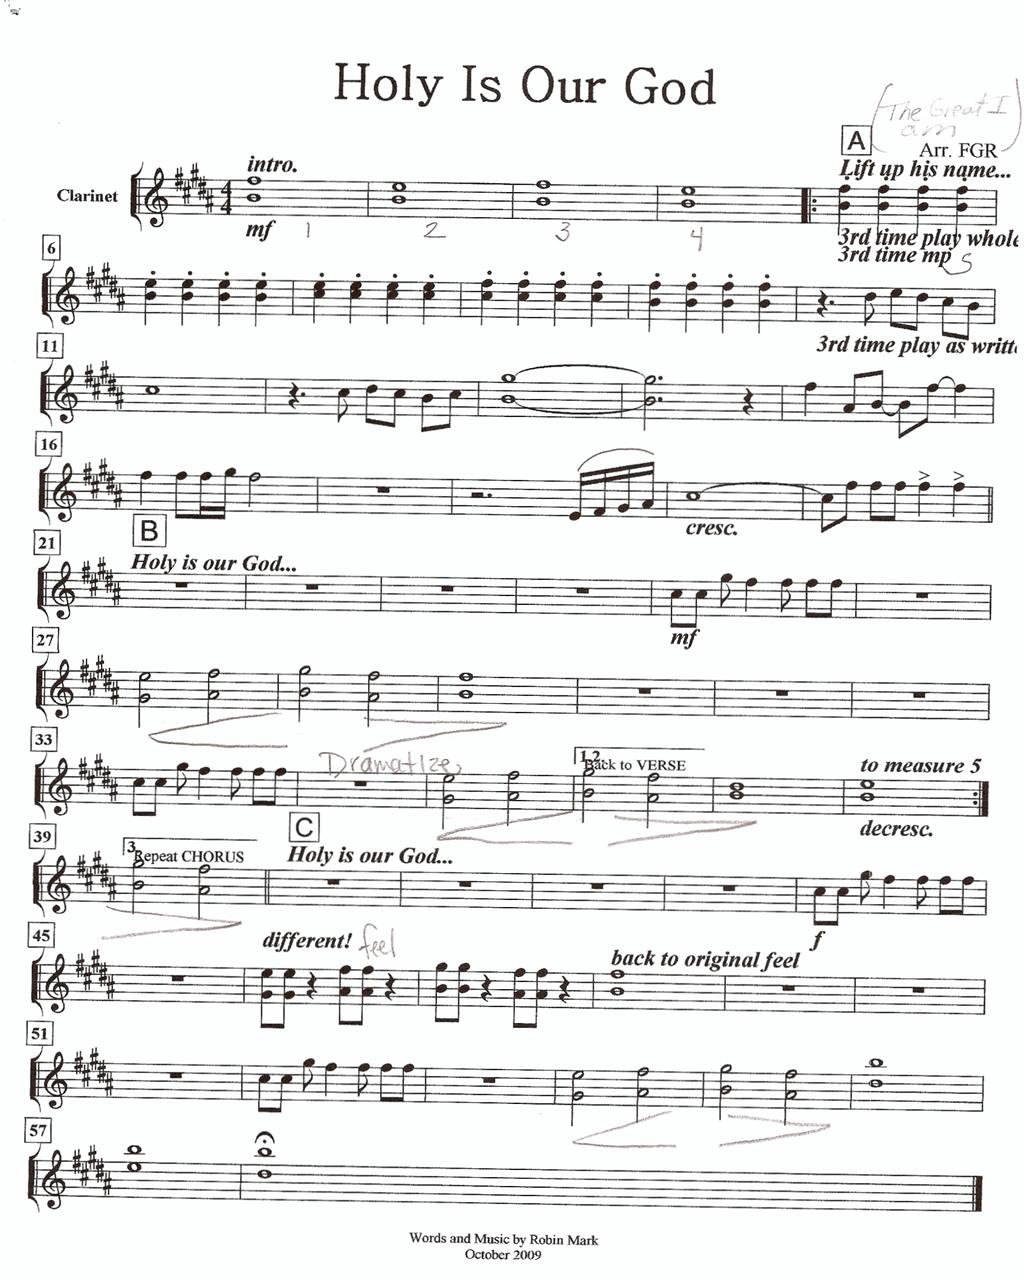 Holy Is Our God
(The Great I
am)
A
Arr. FGR
intro.
Lift up his name...
Clarinet
mf
1 2 3 4
3rd time play whole
3rd time mp
6
3rd time play as
11
16
cresc.
B
21
Holy is our God...
mf
27
33
Dramatize
1,2.
Back to VERSE
to measure 5
decresc.
39
3.
Repeat CHORUS
C
Holy is our God...
f
45
different! feel
back to original feel
51
57
Words and Music by Robin Mark
October 2009